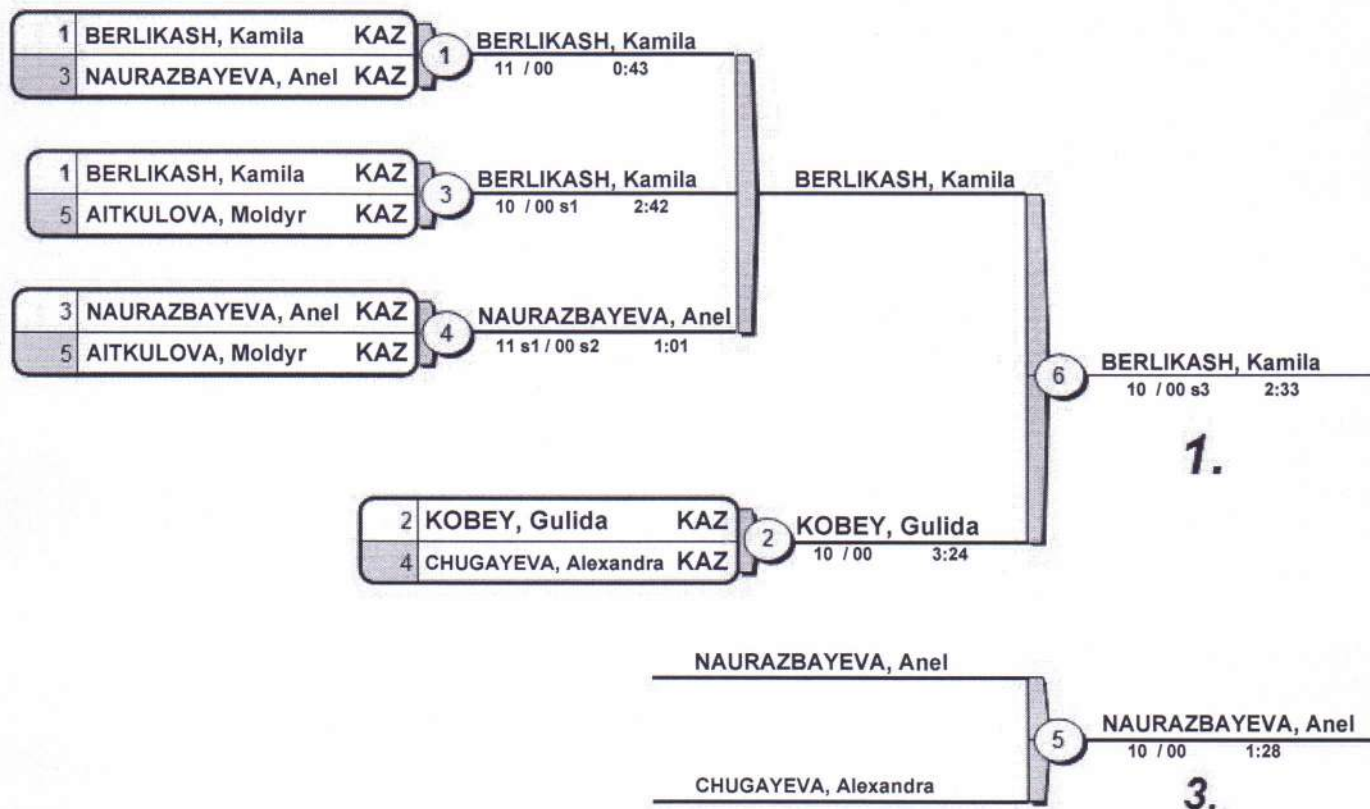 1 BERLIKASH, Kamila KAZ
3 NAURAZBAYEVA, Anel KAZ
1
BERLIKASH, Kamila
11 / 00 0:43
1 BERLIKASH, Kamila KAZ
5 AITKULOVA, Moldyr KAZ
3
BERLIKASH, Kamila
10 / 00 s1 2:42
BERLIKASH, Kamila
3 NAURAZBAYEVA, Anel KAZ
5 AITKULOVA, Moldyr KAZ
4
NAURAZBAYEVA, Anel
11 s1 / 00 s2 1:01
6
BERLIKASH, Kamila
10 / 00 s3 2:33
1.
2 KOBEY, Gulida KAZ
4 CHUGAYEVA, Alexandra KAZ
2
KOBEY, Gulida
10 / 00 3:24
NAURAZBAYEVA, Anel
5
NAURAZBAYEVA, Anel
10 / 00 1:28
CHUGAYEVA, Alexandra
3.